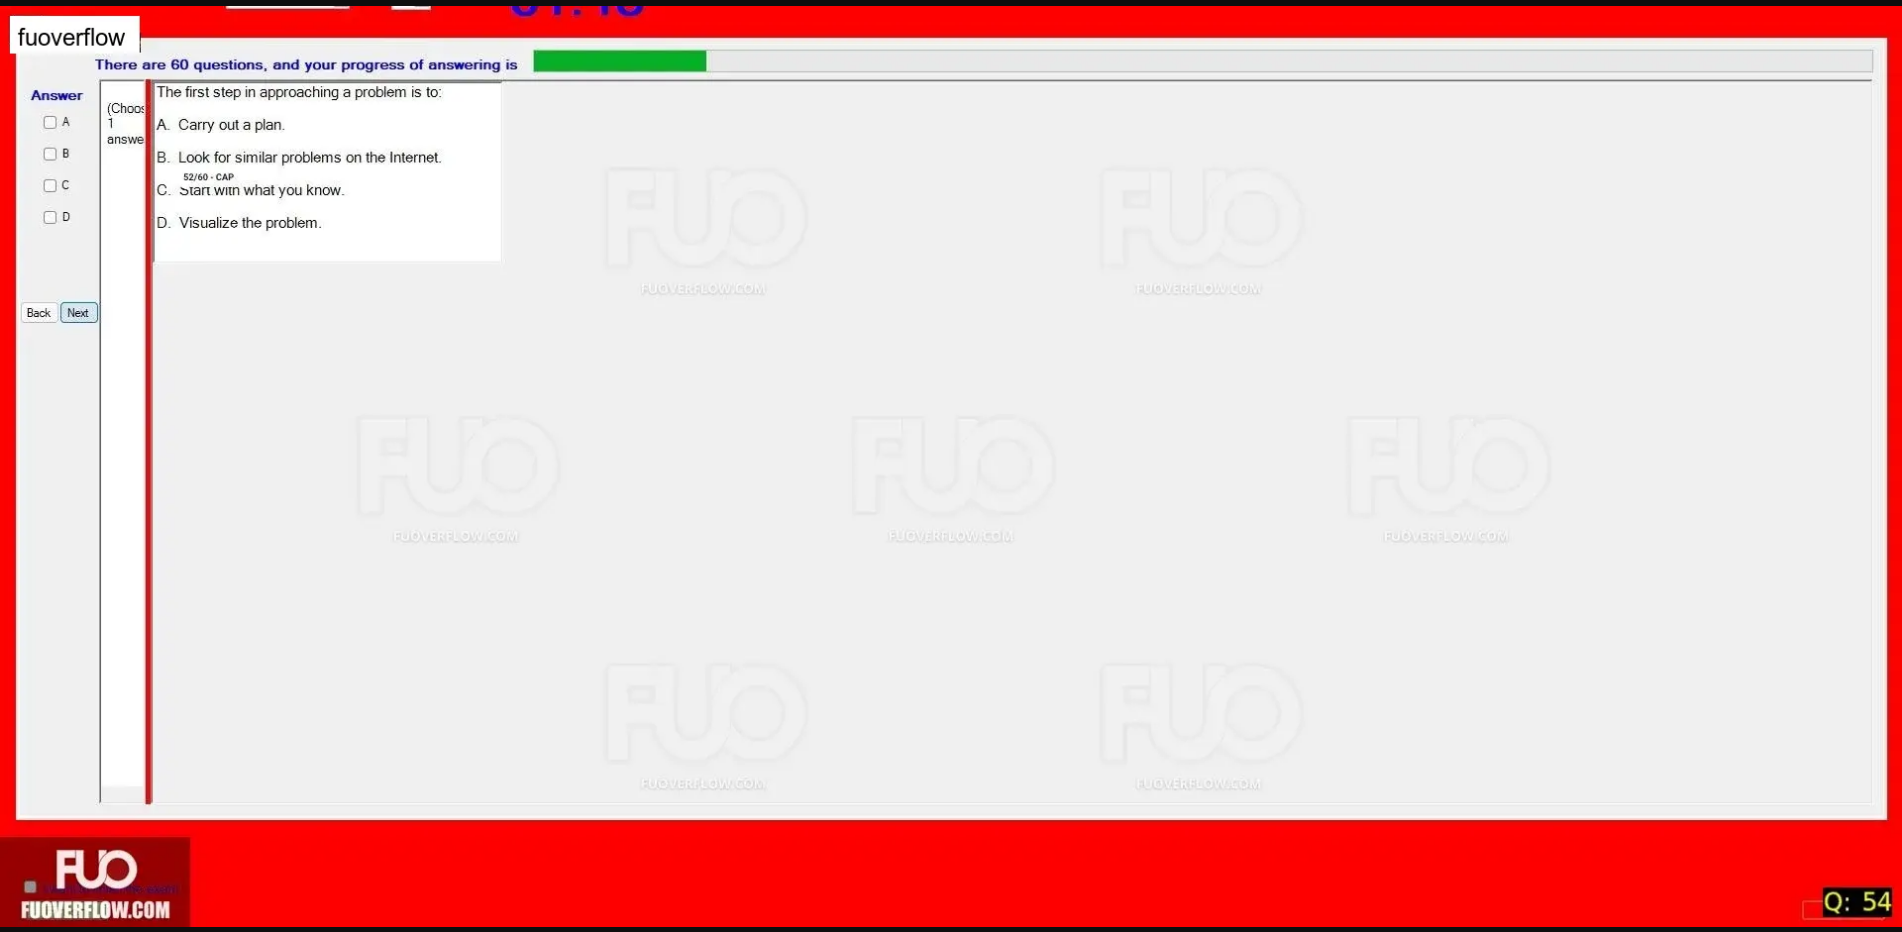 fuoverflow
There are 60 questions, and your progress of answering is
Answer
A
B
C
D
Back
Next
(Choos
1
answe
The first step in approaching a problem is to:
A. Carry out a plan.
B. Look for similar problems on the Internet.
52/60 - CAP
C. Start with what you know.
D. Visualize the problem.
FUO
FUOVERFLOW.COM
FUO
FUOVERFLOW.COM
FUO
FUOVERFLOW.COM
FUO
FUOVERFLOW.COM
FUO
FUOVERFLOW.COM
FUO
FUOVERFLOW.COM
FUO
FUOVERFLOW.COM
FUO
FUOVERFLOW.COM
Q: 54